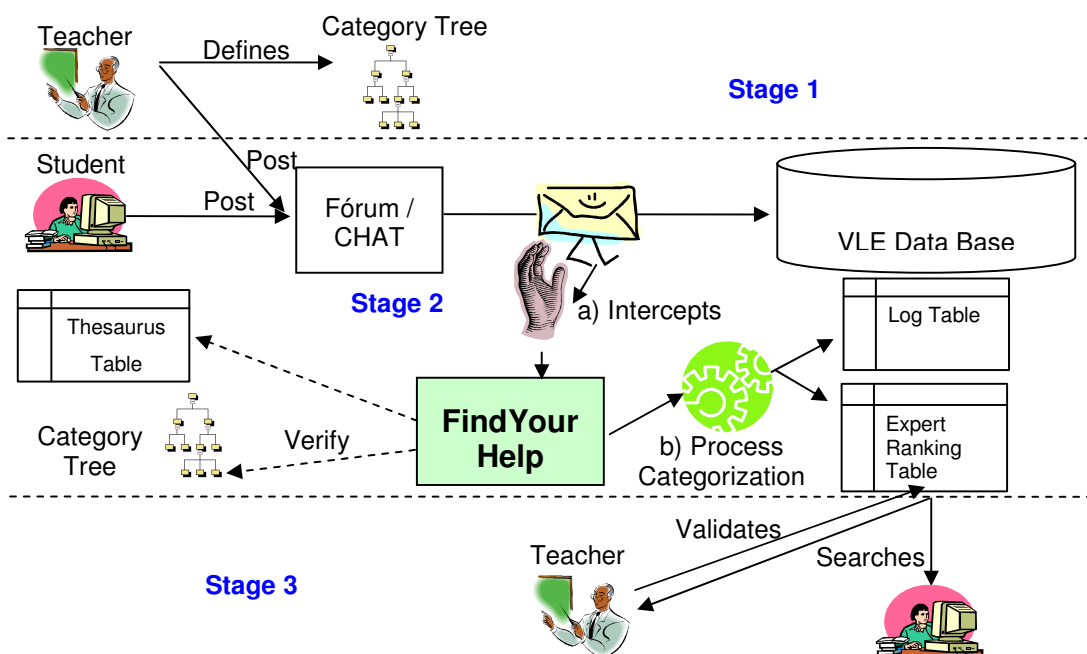 Teacher
Defines
Category Tree
Stage 1
Student
Post
Post
Fórum /
CHAT
VLE Data Base
Stage 2
a) Intercepts
Thesaurus
Table
Log Table
Category
Tree
Verify
FindYour
Help
b) Process
Categorization
Expert
Ranking
Table
Validates
Teacher
Searches
Stage 3